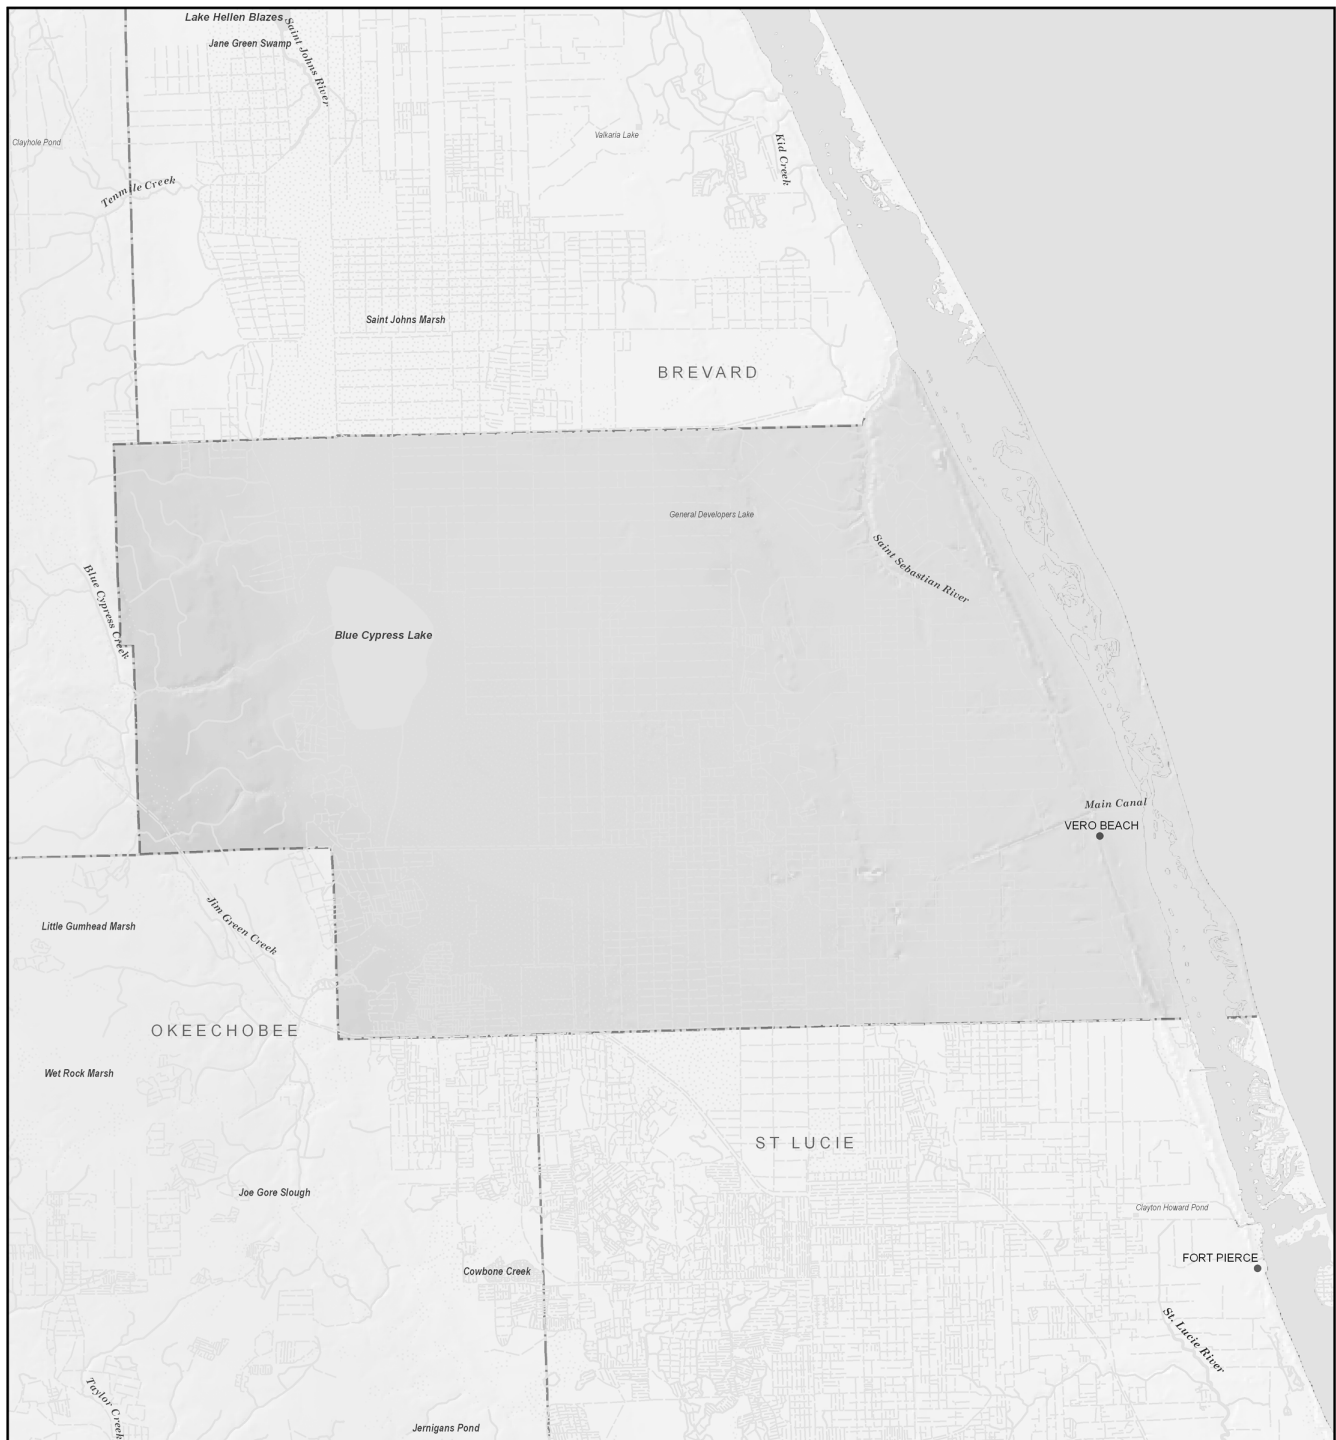 Lake Hellen Blazes
Saint Johns River
Jane Green Swamp
Valkaria Lake
Clayhole Pond
Kid Creek
Tenmile Creek
Saint Johns Marsh
BREVARD
General Developers Lake
Saint Sebastian River
Blue Cypress Creek
Blue Cypress Lake
Main Canal
VERO BEACH
Little Gumhead Marsh
Jim Green Creek
OKEECHOBEE
Wet Rock Marsh
ST LUCIE
Joe Gore Slough
Clayton Howard Pond
FORT PIERCE
Cowbone Creek
St. Lucie River
Taylor Creek
Jernigans Pond